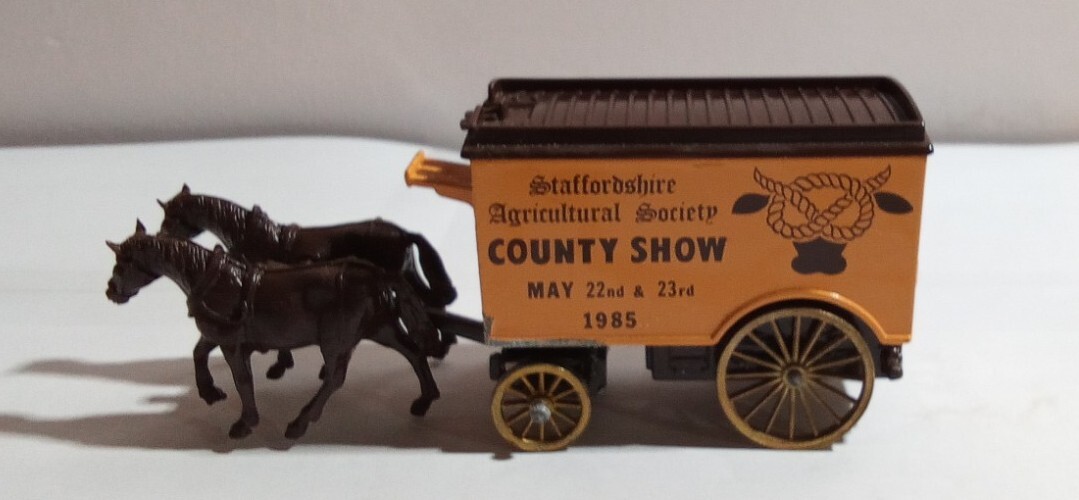 Staffordshire
Agricultural Society
COUNTY SHOW
MAY 22nd & 23rd
1985